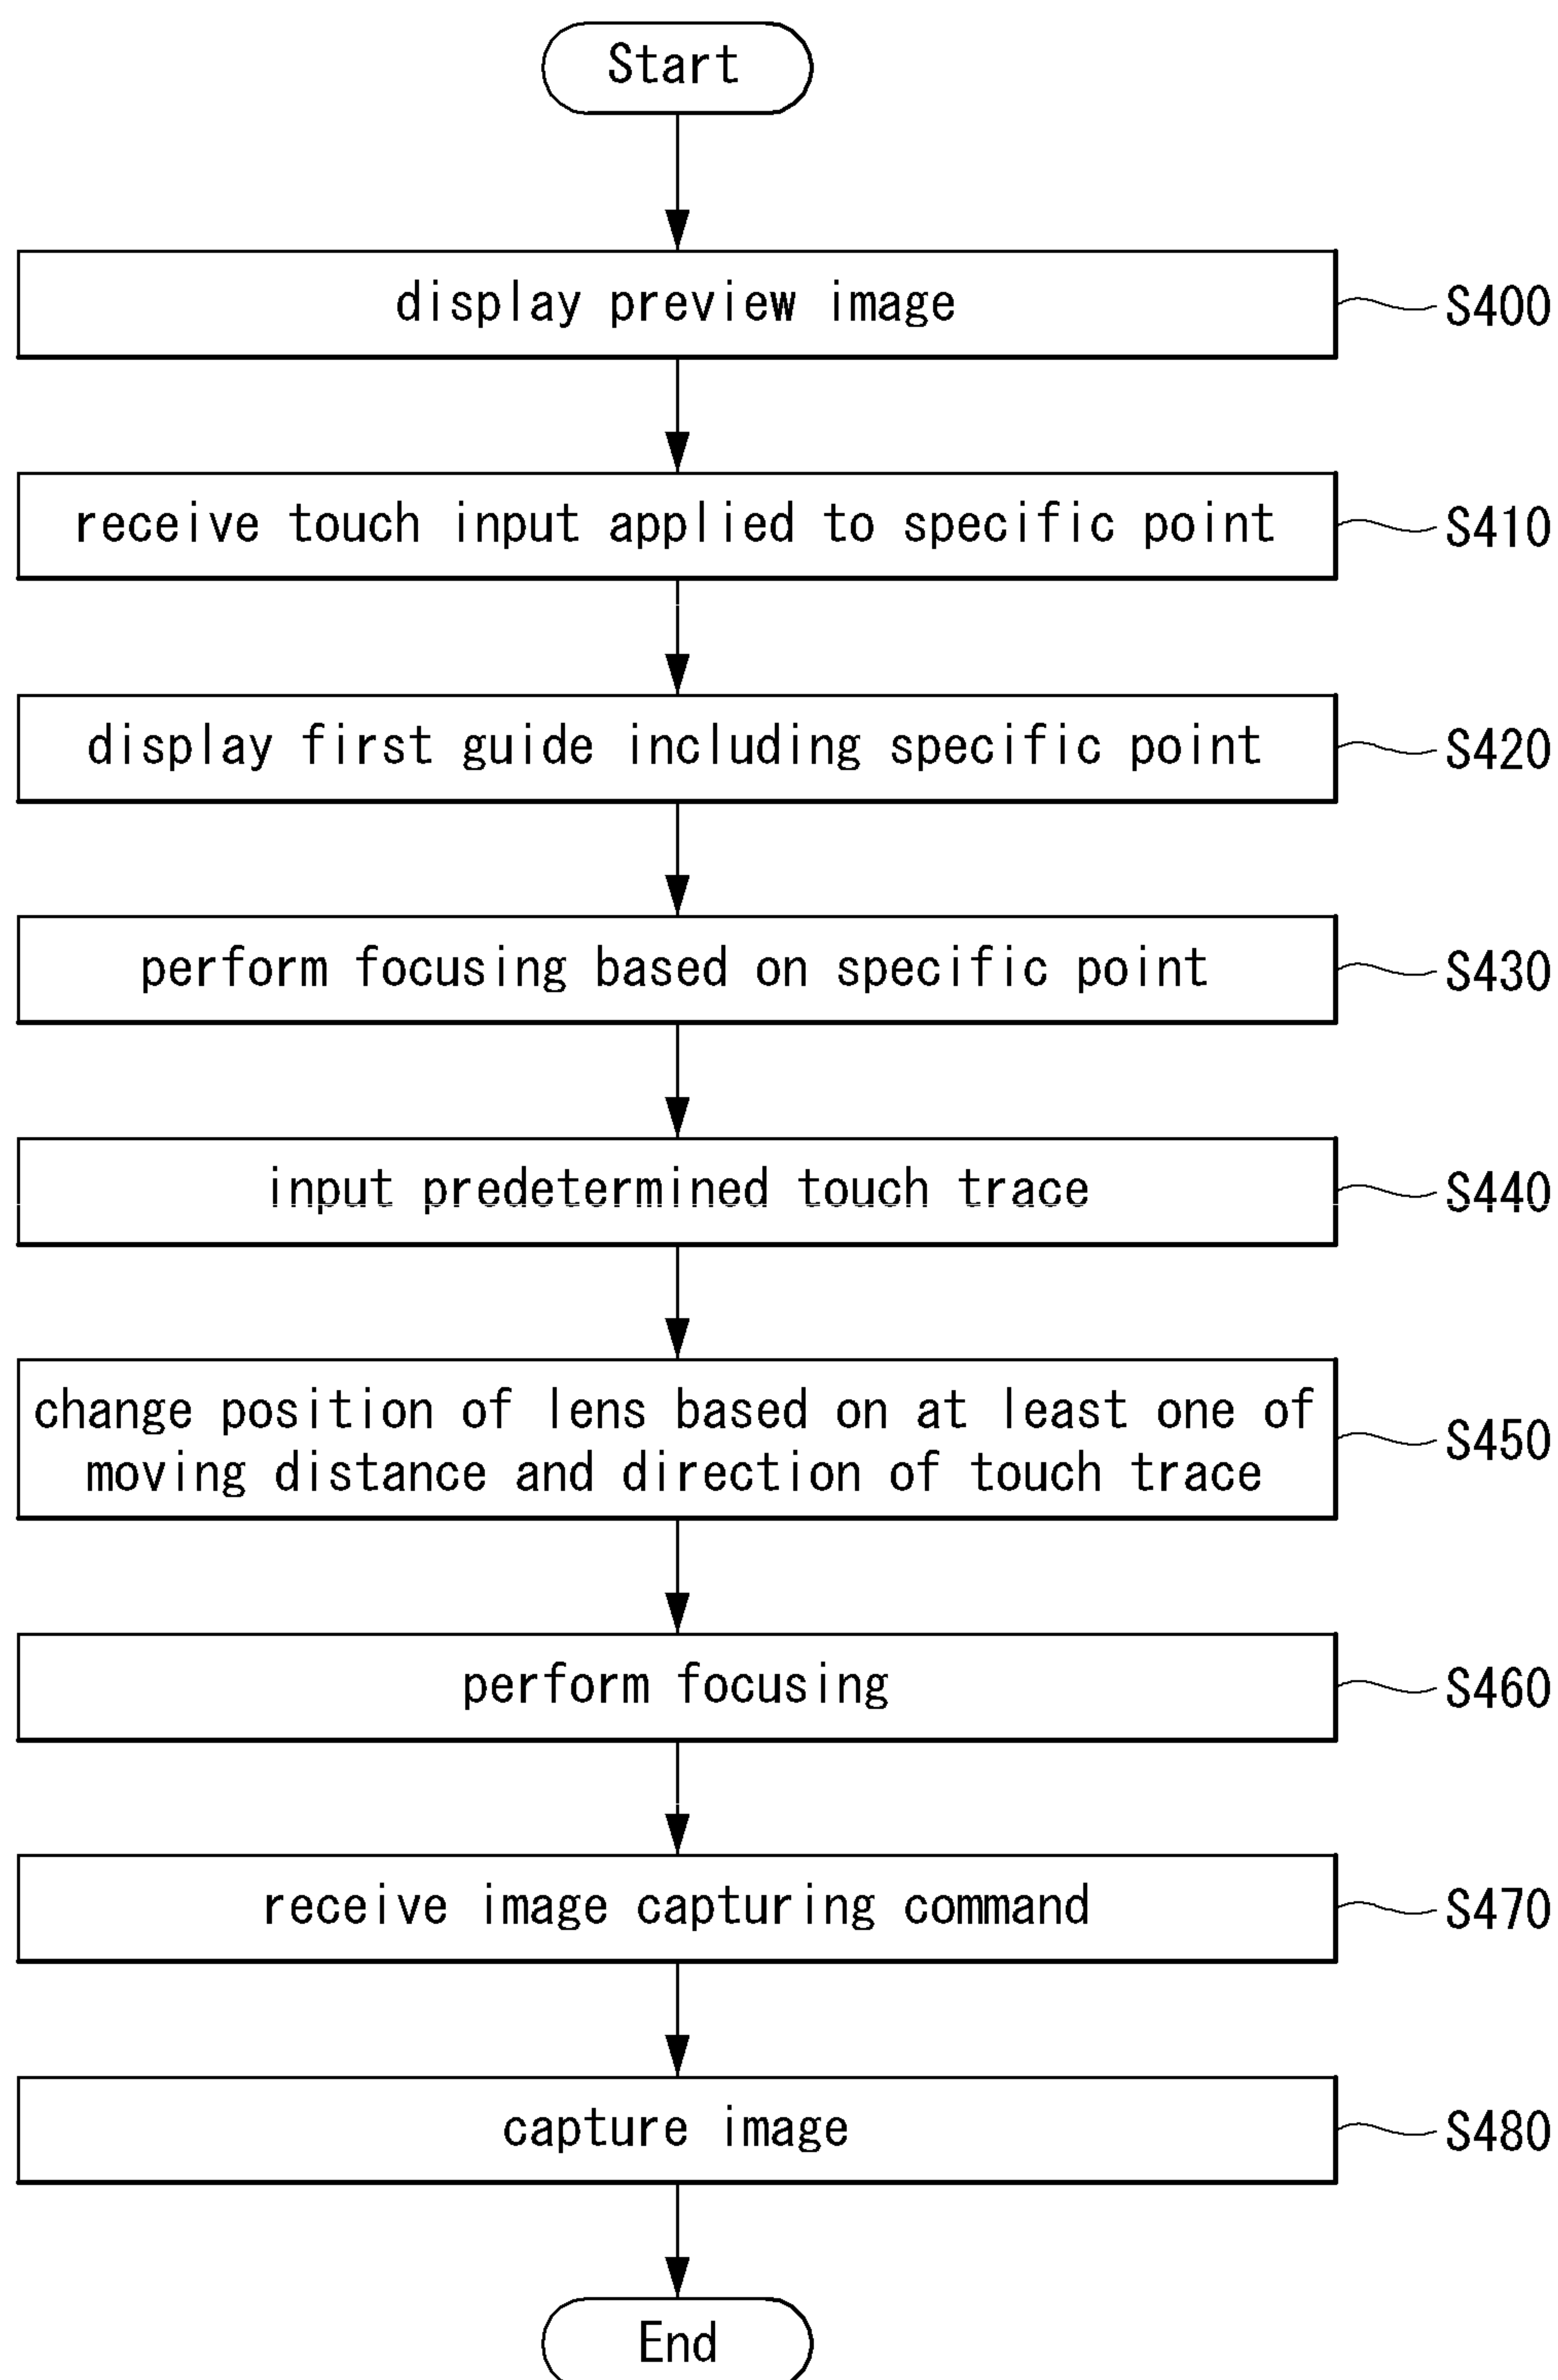 Start
display preview image
S400
receive touch input applied to specific point
S410
display first guide including specific point
S420
perform focusing based on specific point
S430
input predetermined touch trace
S440
change position of lens based on at least one of
moving distance and direction of touch trace
S450
perform focusing
S460
receive image capturing command
S470
capture image
S480
End